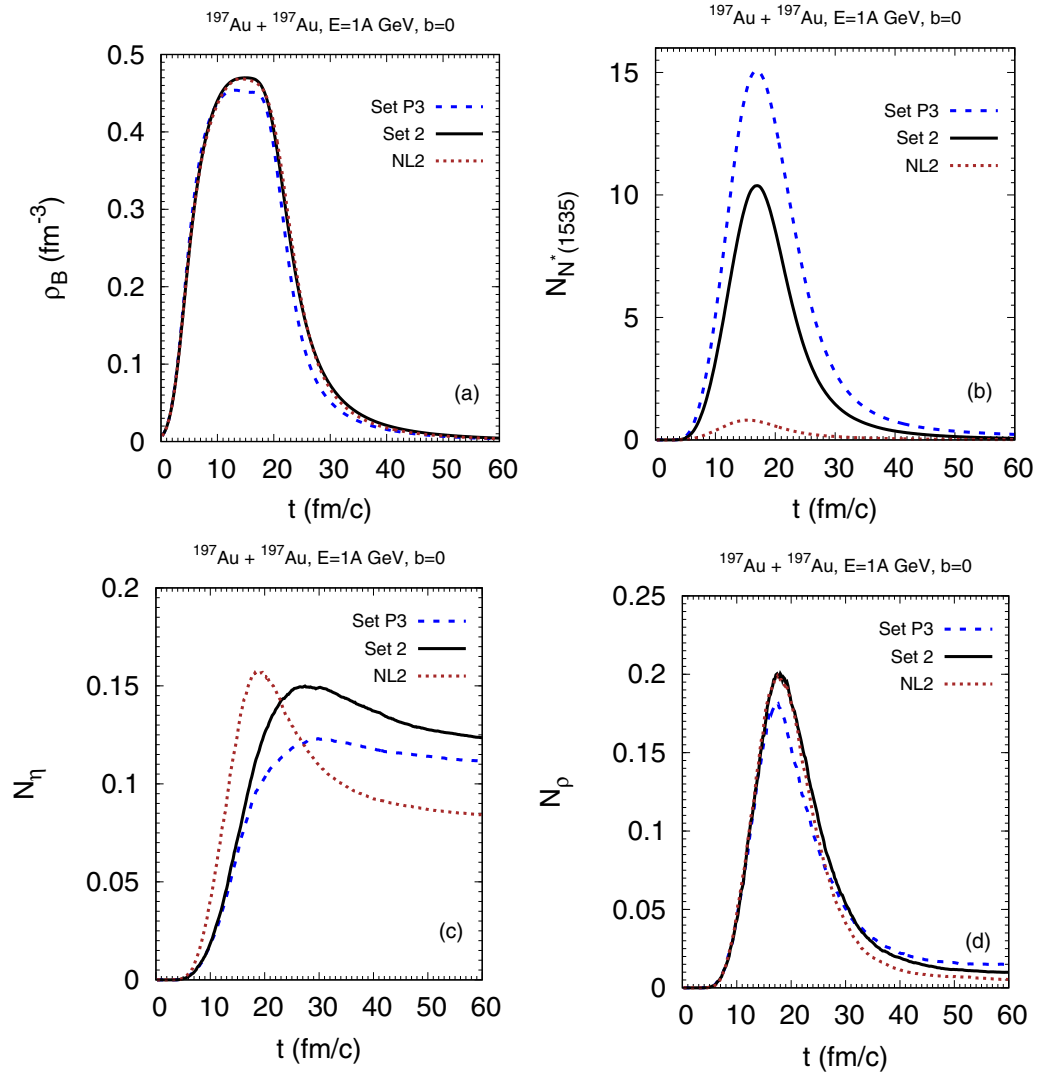 ¹⁹⁷Au + ¹⁹⁷Au, E=1A GeV, b=0
Set P3
Set 2
NL2
ρ_B (fm⁻³)
0.5
0.4
0.3
0.2
0.1
0
(a)
0 10 20 30 40 50 60
t (fm/c)
¹⁹⁷Au + ¹⁹⁷Au, E=1A GeV, b=0
Set P3
Set 2
NL2
N_N* (1535)
15
10
5
0
(b)
0 10 20 30 40 50 60
t (fm/c)
¹⁹⁷Au + ¹⁹⁷Au, E=1A GeV, b=0
Set P3
Set 2
NL2
N_η
0.2
0.15
0.1
0.05
0
(c)
0 10 20 30 40 50 60
t (fm/c)
¹⁹⁷Au + ¹⁹⁷Au, E=1A GeV, b=0
Set P3
Set 2
NL2
N_ρ
0.25
0.2
0.15
0.1
0.05
0
(d)
0 10 20 30 40 50 60
t (fm/c)